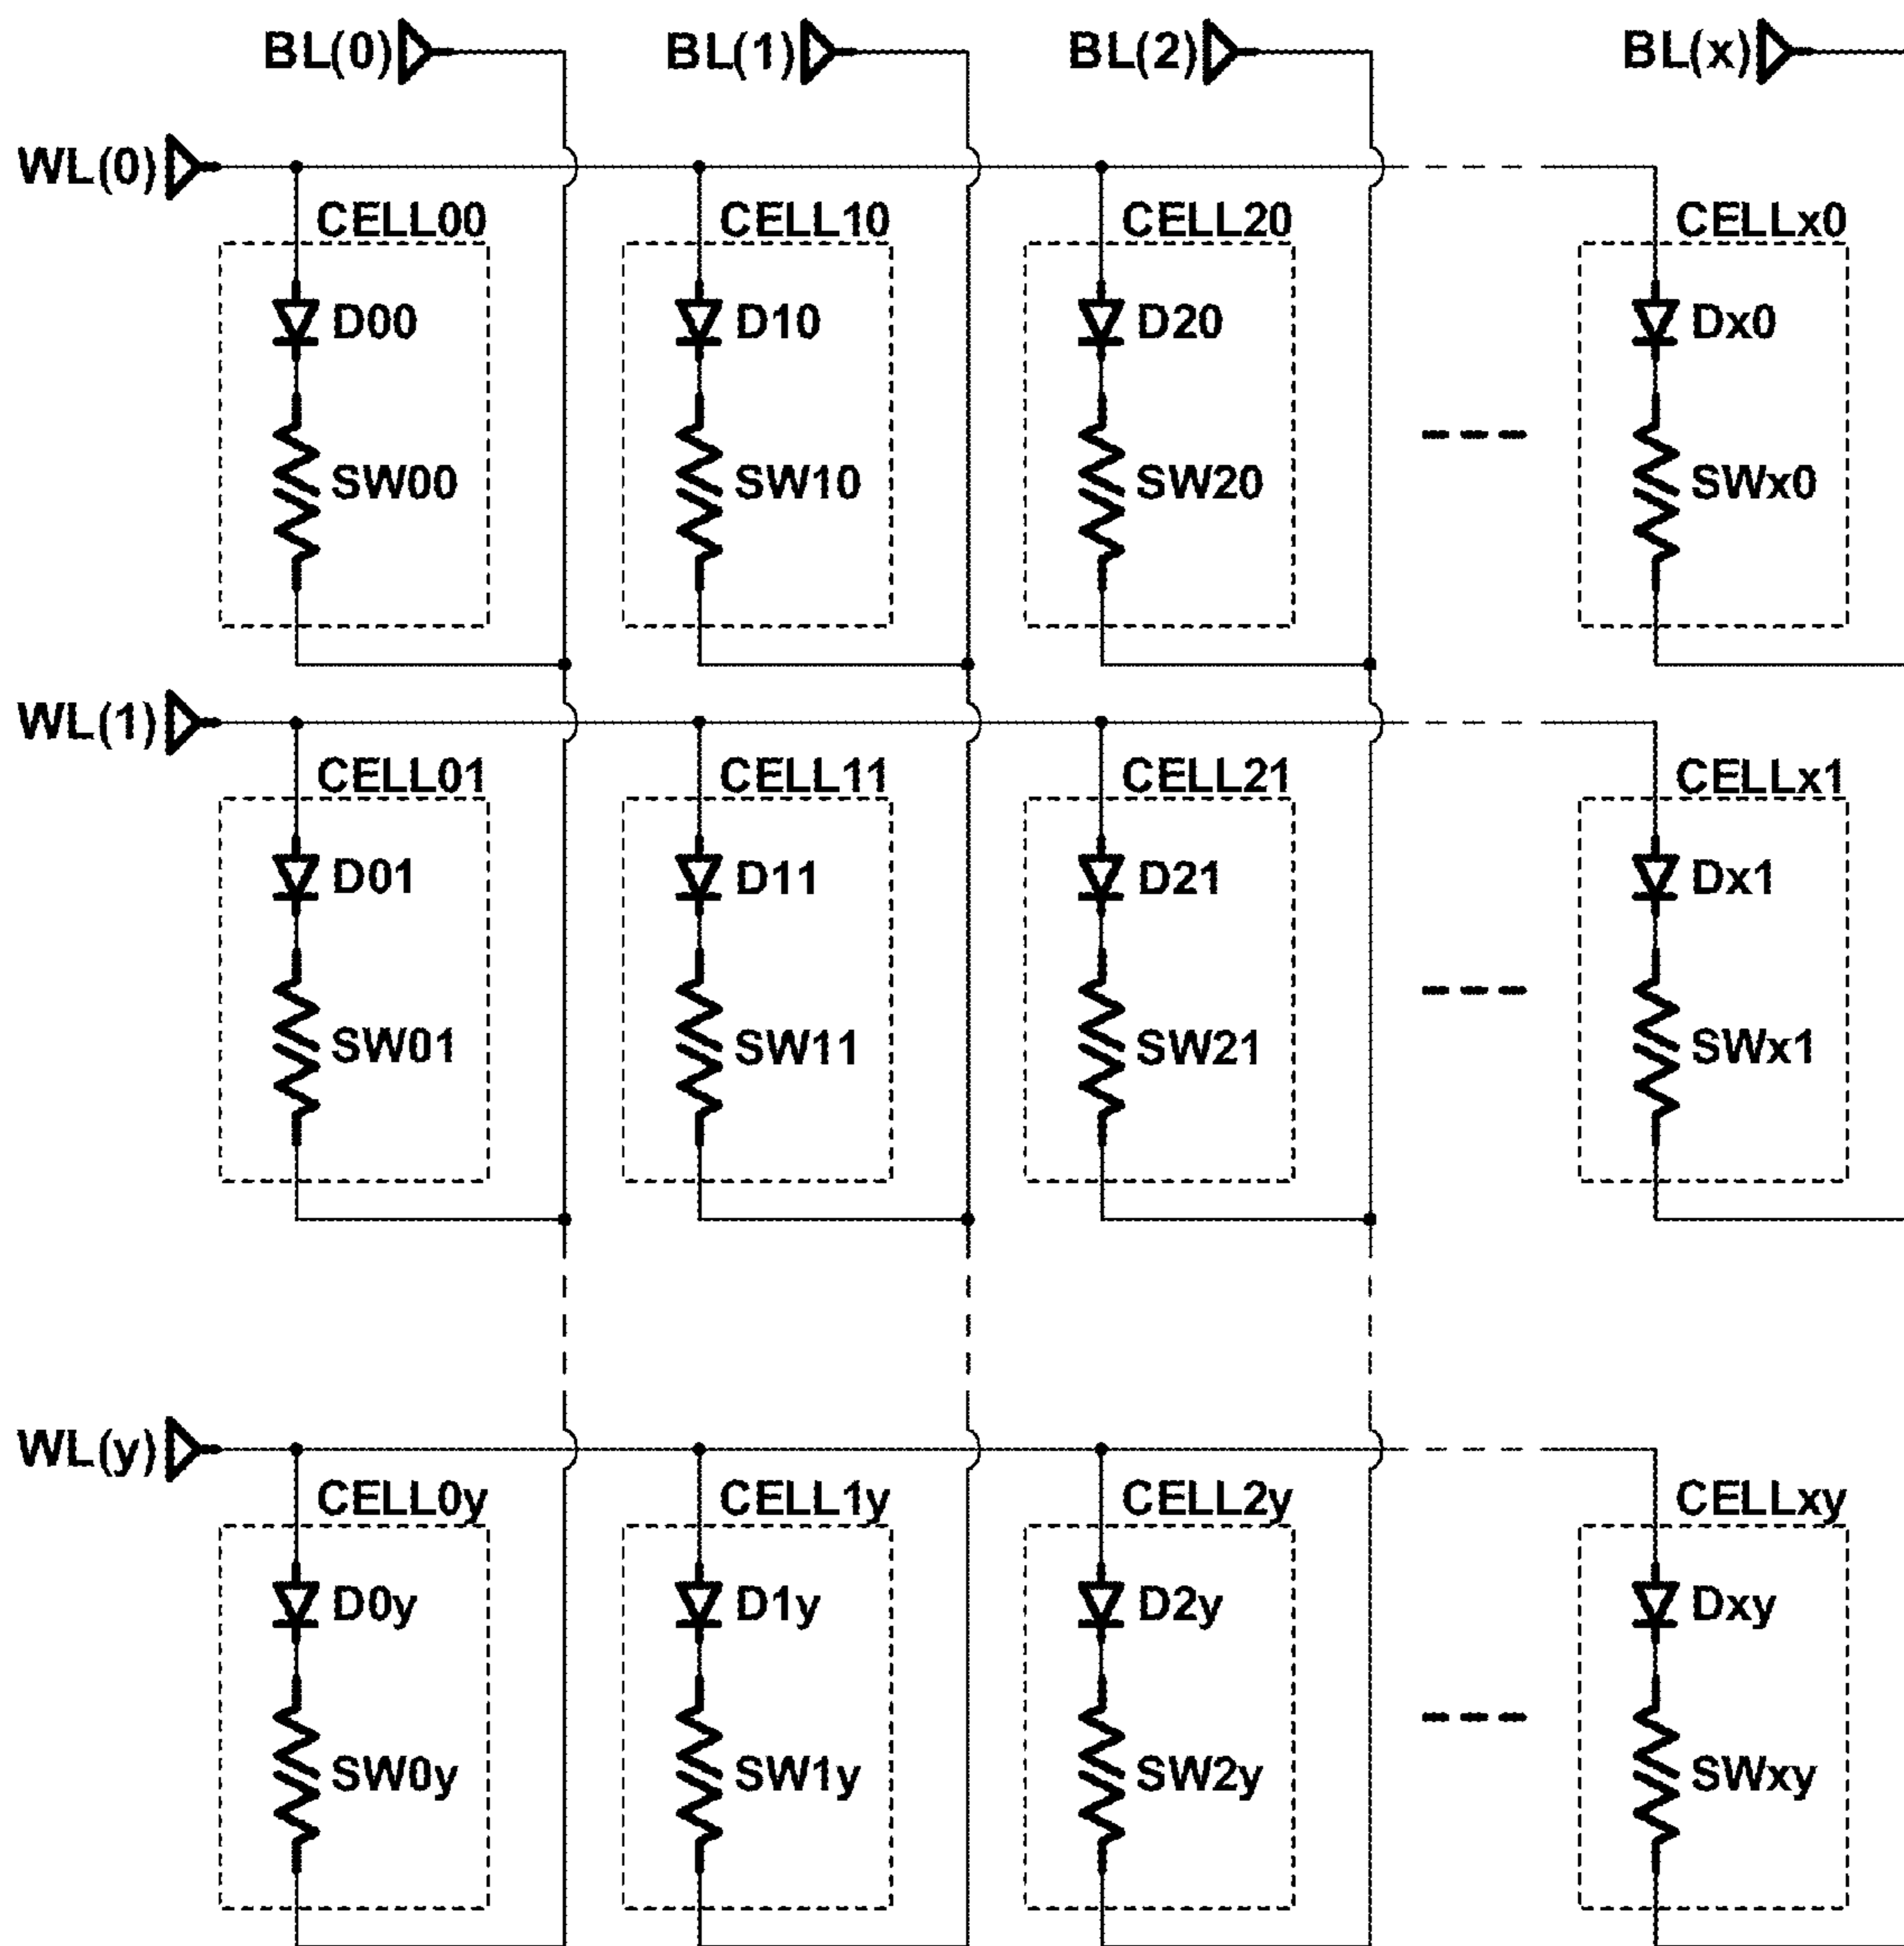 BL(0) BL(1) BL(2) BL(x)
WL(0)
CELL00 CELL10 CELL20 CELLx0
D00 D10 D20 Dx0
SW00 SW10 SW20 SWx0
WL(1)
CELL01 CELL11 CELL21 CELLx1
D01 D11 D21 Dx1
SW01 SW11 SW21 SWx1
WL(y)
CELL0y CELL1y CELL2y CELLxy
D0y D1y D2y Dxy
SW0y SW1y SW2y SWxy